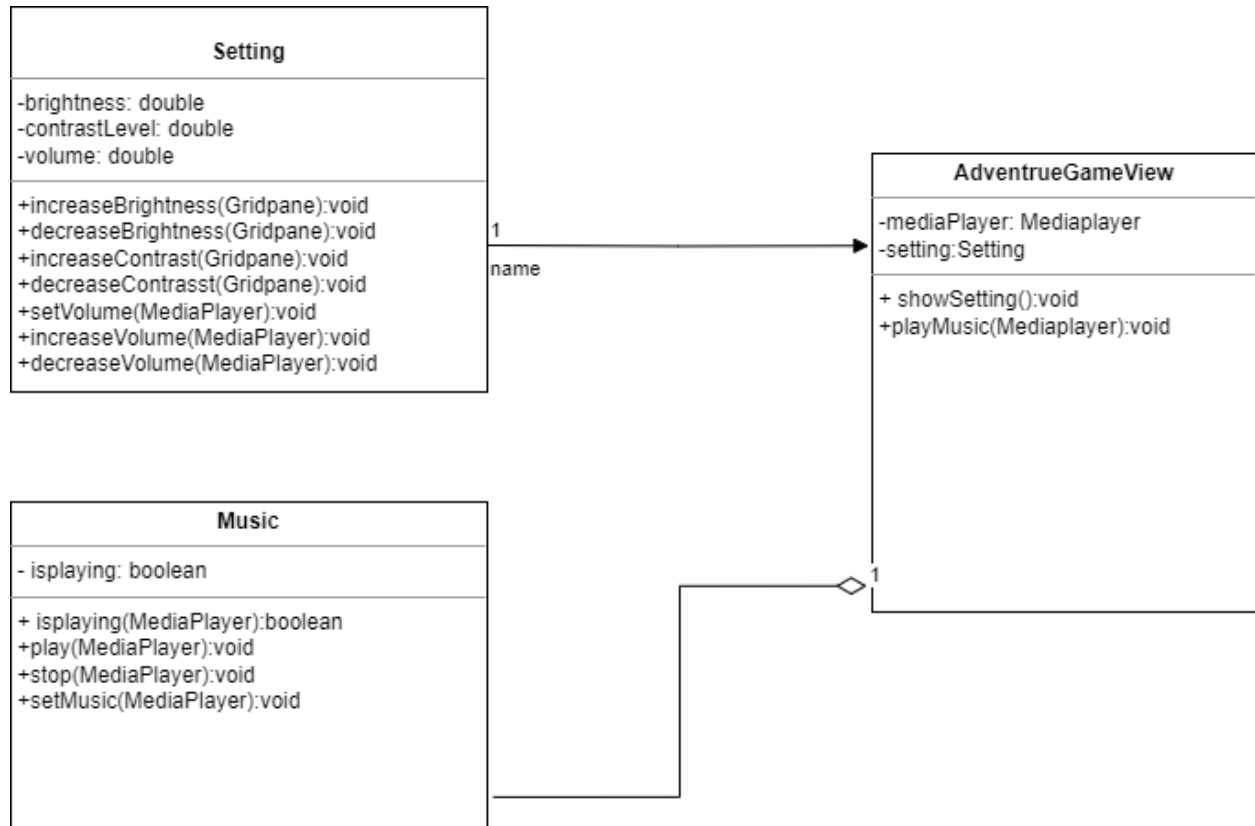 Setting
-brightness: double
-contrastLevel: double
-volume: double
+increaseBrightness(Gridpane):void
+decreaseBrightness(Gridpane):void
+increaseContrast(Gridpane):void
+decreaseContrasst(Gridpane):void
+setVolume(MediaPlayer):void
+increaseVolume(MediaPlayer):void
+decreaseVolume(MediaPlayer):void
1
name
AdventrueGameView
-mediaPlayer: Mediaplayer
-setting:Setting
+ showSetting():void
+playMusic(Mediaplayer):void
1
Music
- isplaying: boolean
+ isplaying(MediaPlayer):boolean
+play(MediaPlayer):void
+stop(MediaPlayer):void
+setMusic(MediaPlayer):void